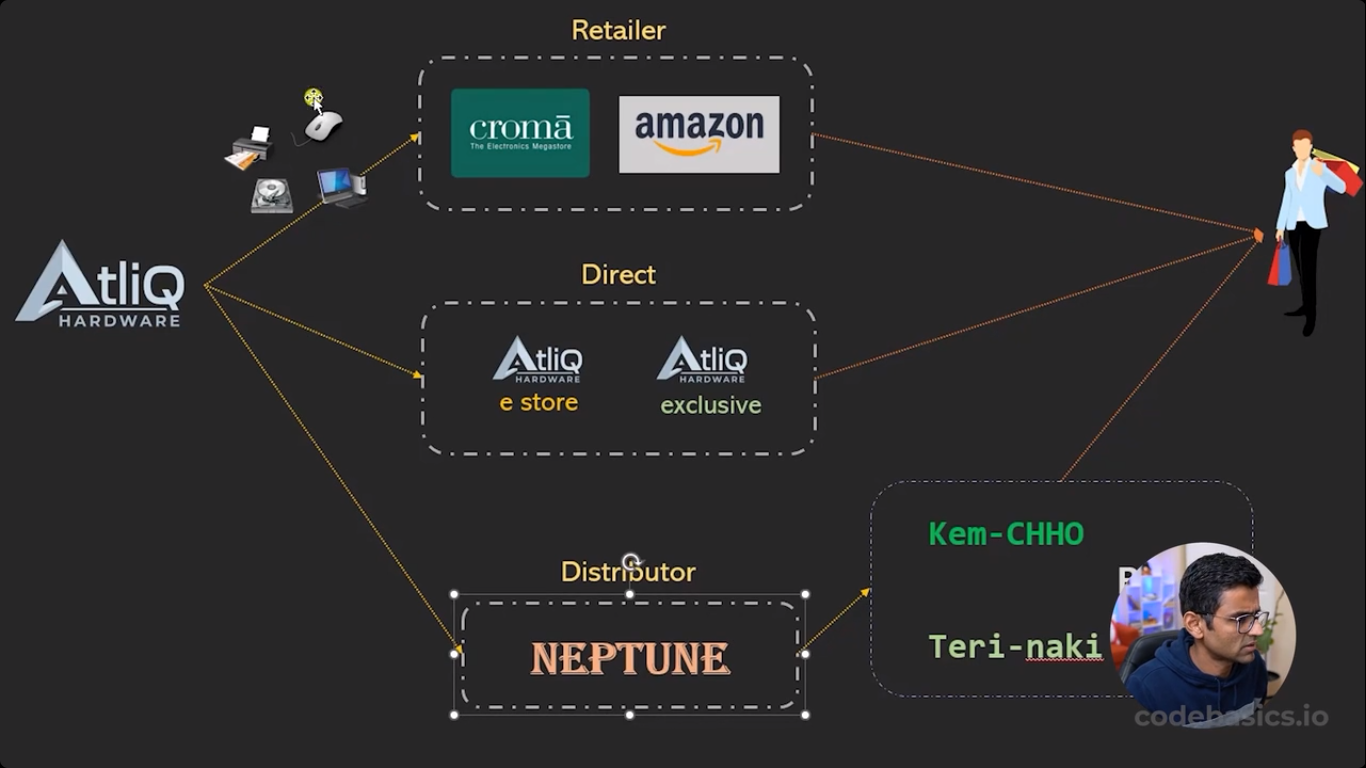 Retailer
cromā
The Electronics Megastore
amazon
AtliQ
HARDWARE
Direct
AtliQ
HARDWARE
e store
AtliQ
HARDWARE
exclusive
Distributor
NEPTUNE
Kem-CHHO
Teri-naki
codebasics.io